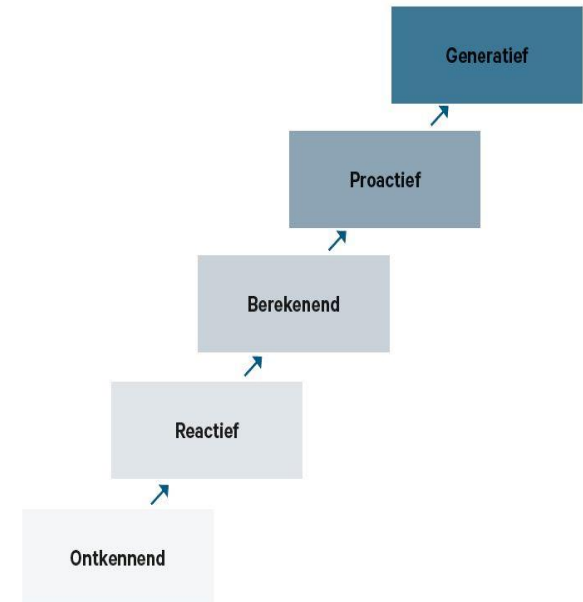 Generatief
Proactief
Berekenend
Reactief
Ontkennend